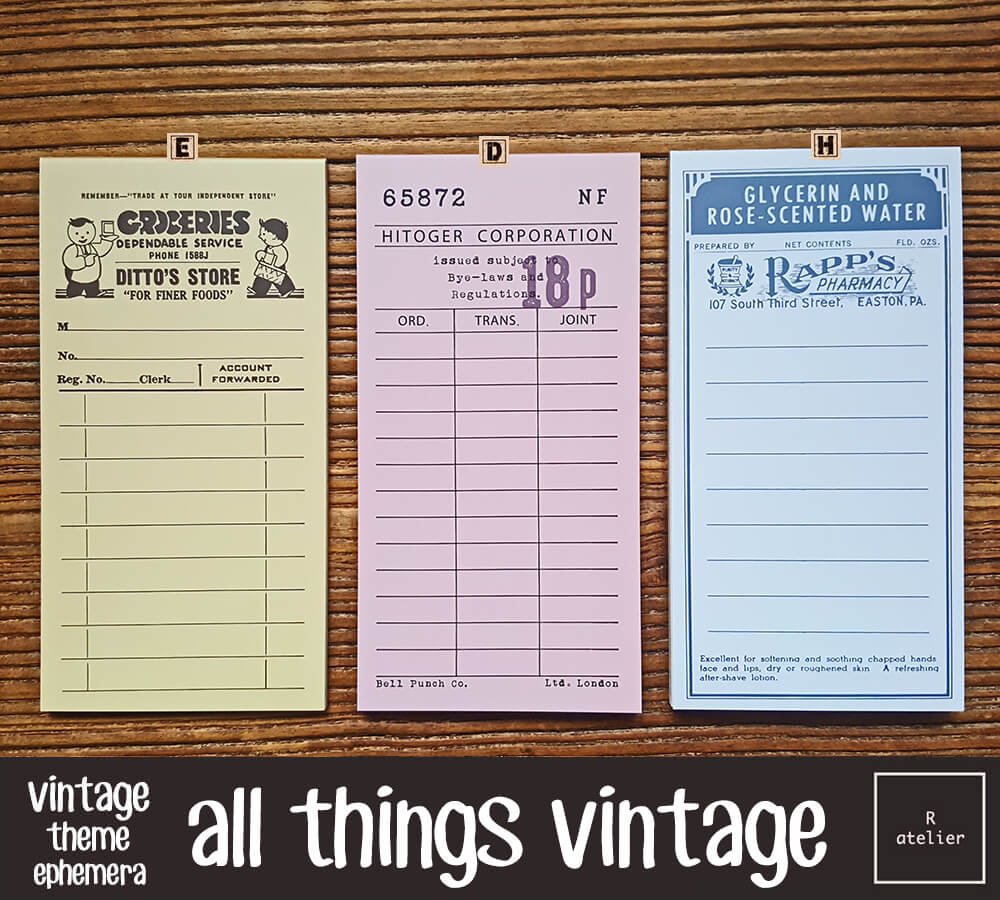 E
REMEMBER—"TRADE AT YOUR INDEPENDENT STORE"
GROCERIES
DEPENDABLE SERVICE
PHONE 1588J
DITTO'S STORE
"FOR FINER FOODS"
M
No.
Reg. No. Clerk
ACCOUNT
FORWARDED
D
65872 NF
HITOGER CORPORATION
issued subject to
Bye-laws and
Regulations.
18p
ORD. TRANS. JOINT
Bell Punch Co. Ltd. London
H
GLYCERIN AND
ROSE-SCENTED WATER
PREPARED BY NET CONTENTS FLD. OZS.
RAPP'S
PHARMACY
107 South Third Street, EASTON, PA.
Excellent for softening and soothing chapped hands
face and lips, dry or roughened skin A refreshing
after-shave lotion.
vintage
theme
ephemera
all things vintage
R
atelier